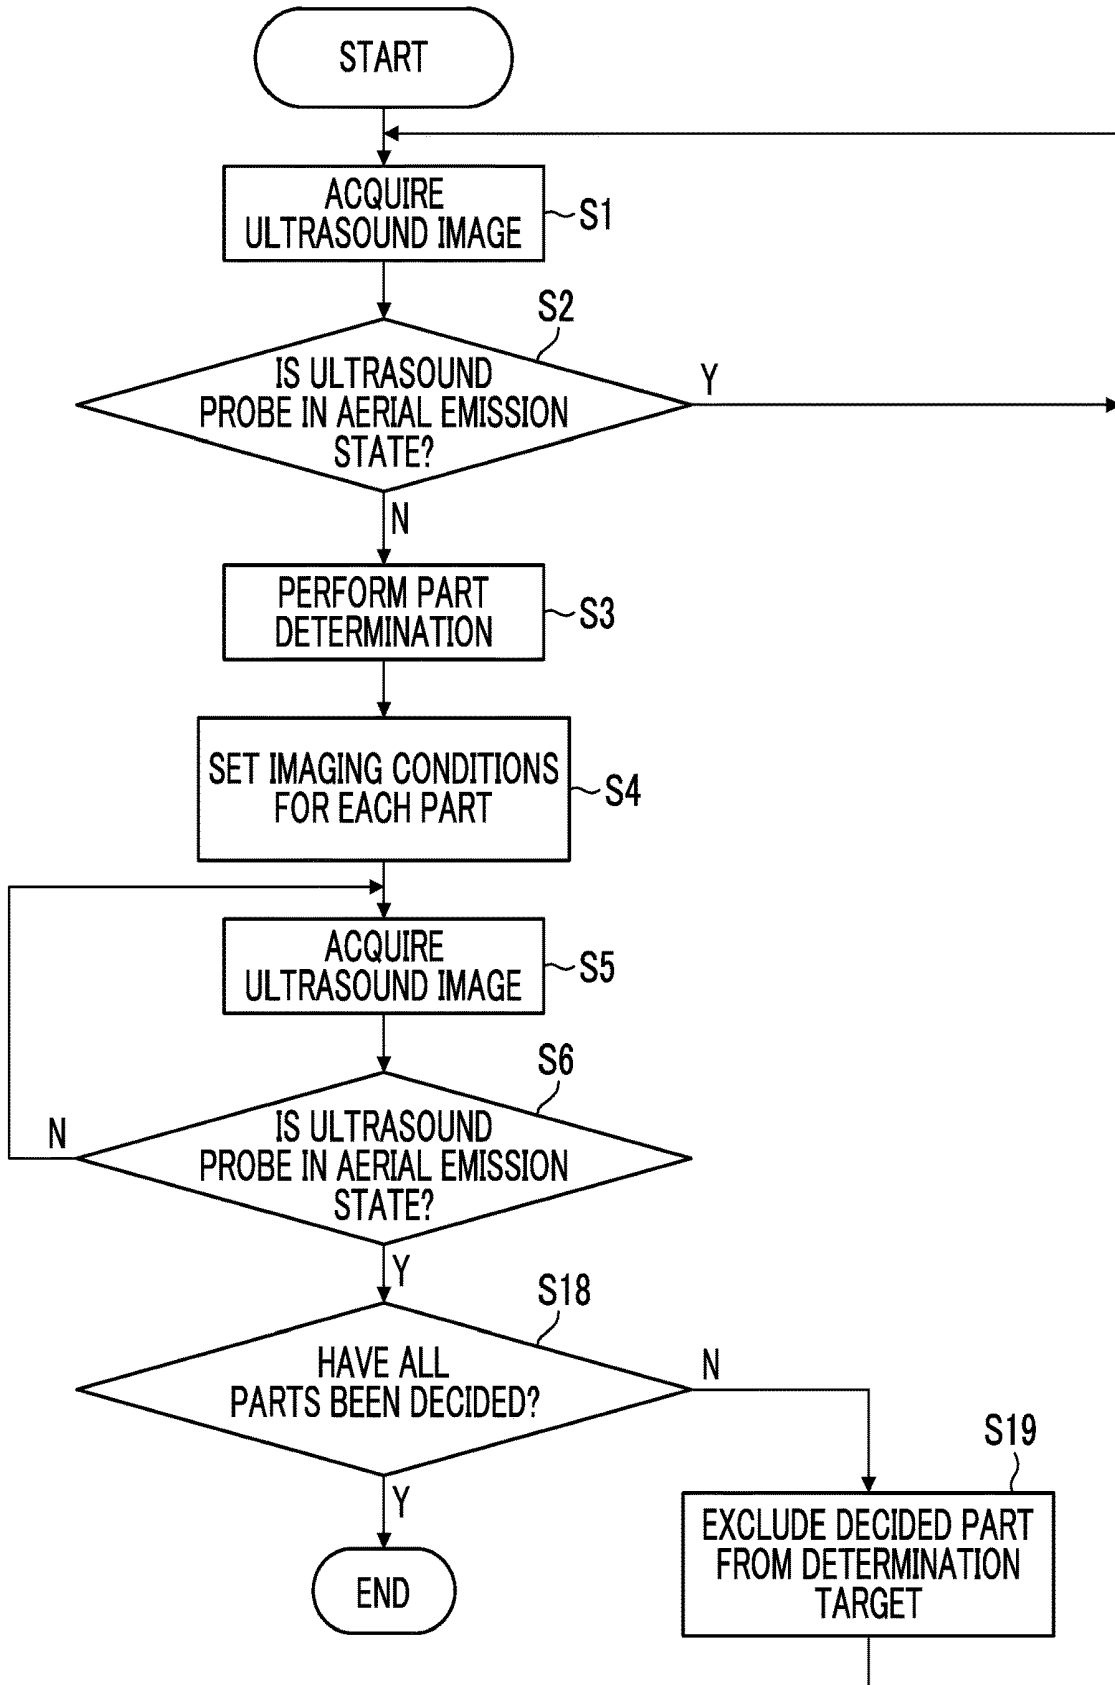 START
ACQUIRE
ULTRASOUND IMAGE
S1
S2
IS ULTRASOUND
PROBE IN AERIAL EMISSION
STATE?
Y
N
PERFORM PART
DETERMINATION
S3
SET IMAGING CONDITIONS
FOR EACH PART
S4
ACQUIRE
ULTRASOUND IMAGE
S5
S6
N
IS ULTRASOUND
PROBE IN AERIAL EMISSION
STATE?
Y
S18
HAVE ALL
PARTS BEEN DECIDED?
N
Y
S19
EXCLUDE DECIDED PART
FROM DETERMINATION
TARGET
END